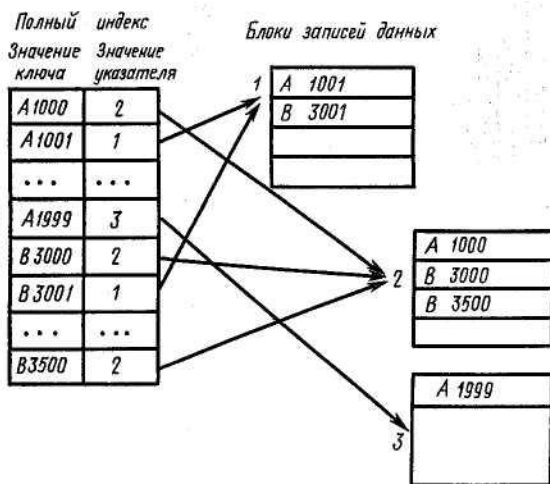 Полный индекс
Значение ключа
Значение указателя
A1000 2
A1001 1
... ...
A1999 3
B3000 2
B3001 1
... ...
B3500 2
Блоки записей данных
1
A 1001
B 3001
2
A 1000
B 3000
B 3500
3
A 1999